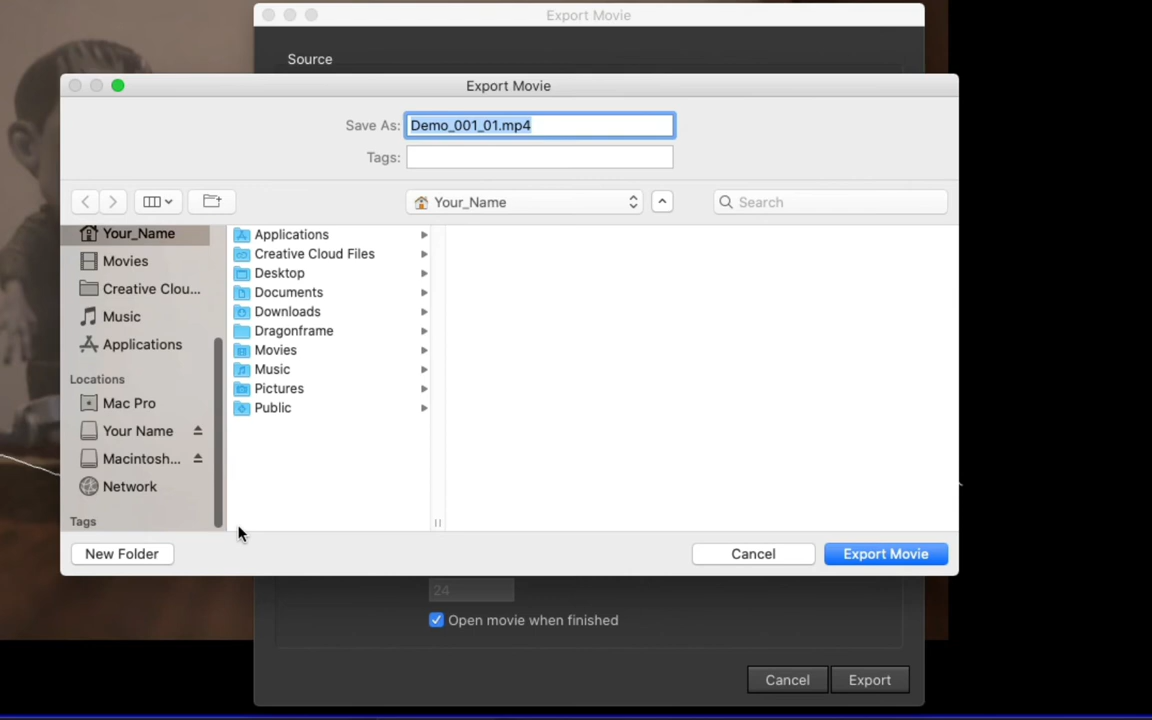 Export Movie
Source
Export Movie
Save As: Demo_001_01.mp4
Tags:
Your_Name
Search
Your_Name
Movies
Creative Clou...
Music
Applications
Locations
Mac Pro
Your Name
Macintosh...
Network
Tags
Applications
Creative Cloud Files
Desktop
Documents
Downloads
Dragonframe
Movies
Music
Pictures
Public
New Folder
Cancel
Export Movie
24
Open movie when finished
Cancel
Export